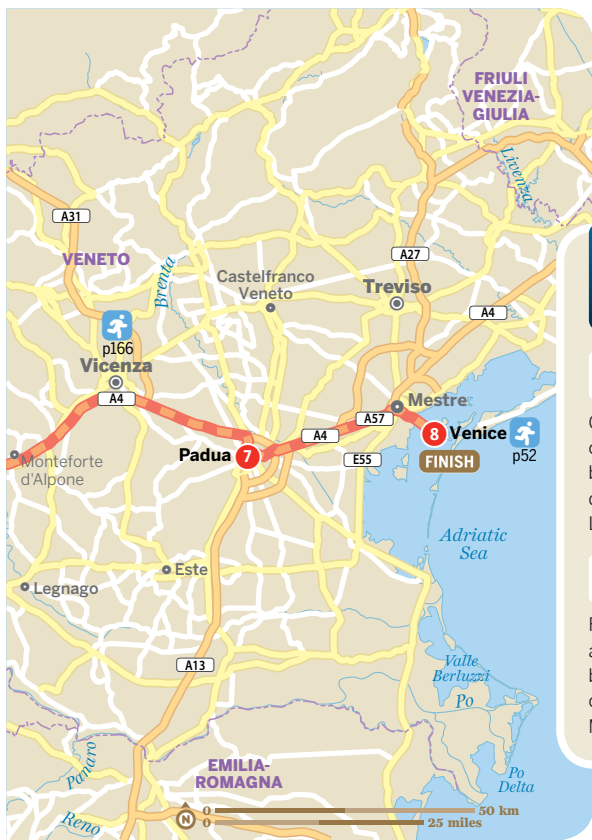 FRIULI
VENEZIA-
GIULIA
Livenza
A31
VENETO
Brenta
A27
Castelfranco
Veneto
Treviso
A4
p166
Vicenza
A4
Mestre
A57
A4
8 Venice
p52
FINISH
Padua 7
E55
Monteforte
d'Alpone
Adriatic
Sea
Este
Legnago
A13
Valle
Berluzzi
Po
Panaro
EMILIA-
ROMAGNA
Po
Delta
Reno
N
0 50 km
0 25 miles